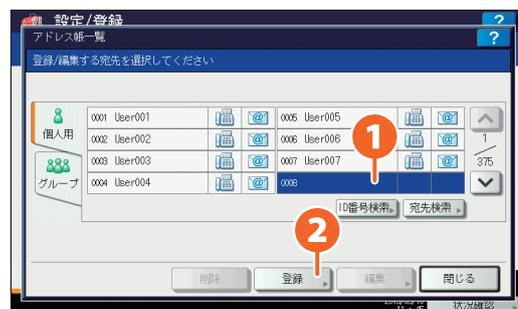 設定/登録
?
アドレス帳一覧
?
登録/編集する宛先を選択してください
個人用
グループ
0001 User001
0005 User005
0002 User002
0006 User006
0003 User003
0007 User007
0004 User004
0008
1
1
375
ID番号検索
宛先検索
2
削除
登録
編集
閉じる
状況確認